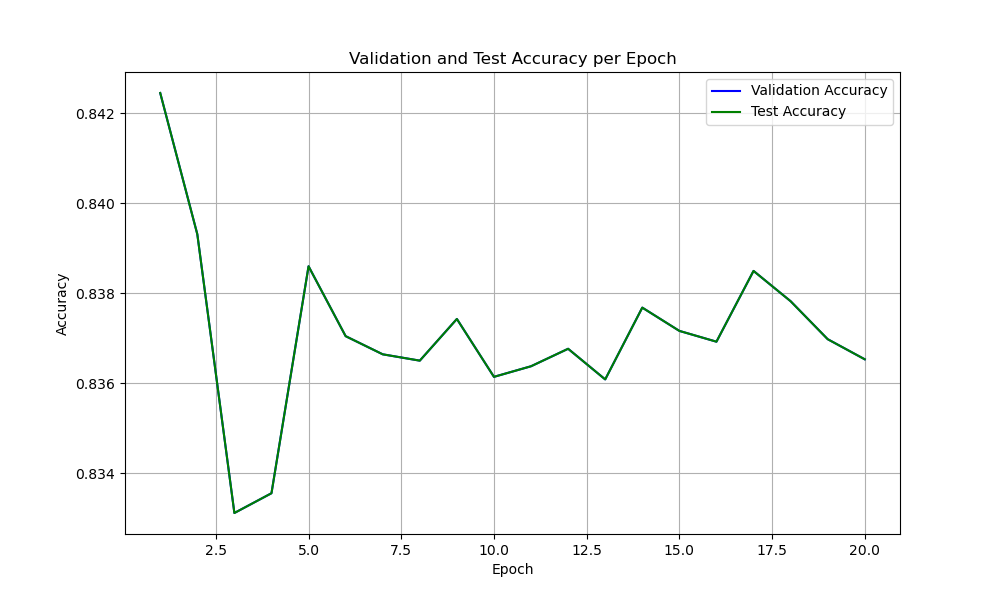 Validation and Test Accuracy per Epoch
Validation Accuracy
Test Accuracy
Accuracy
0.842
0.840
0.838
0.836
0.834
2.5 5.0 7.5 10.0 12.5 15.0 17.5 20.0
Epoch